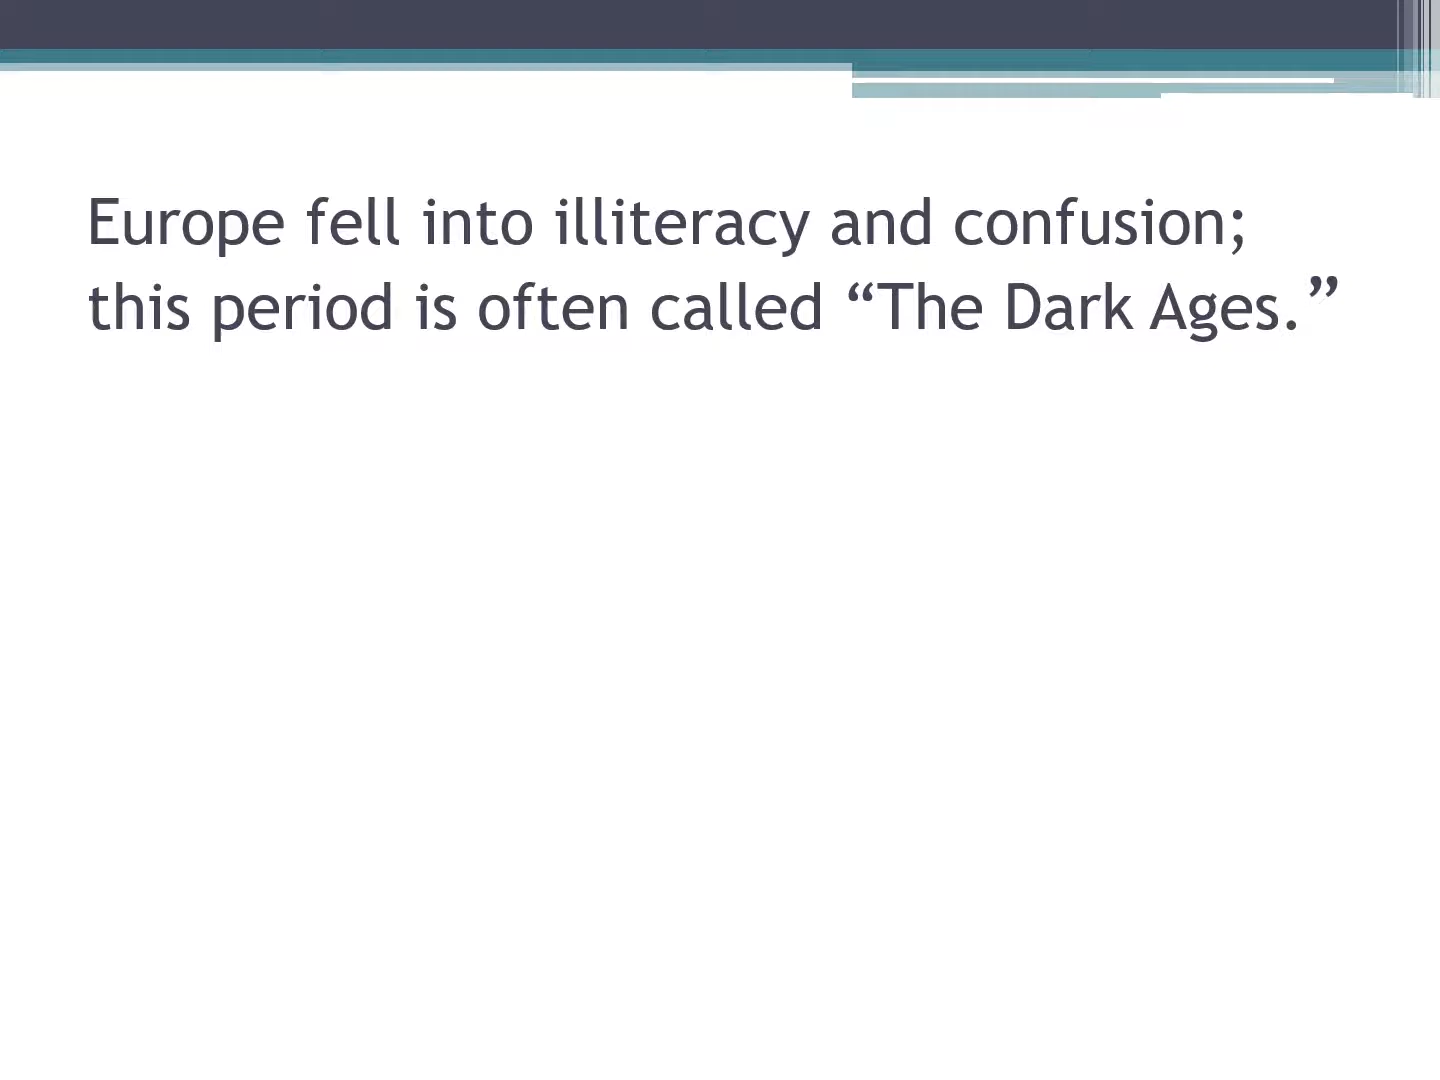 Europe fell into illiteracy and confusion;
this period is often called “The Dark Ages.”